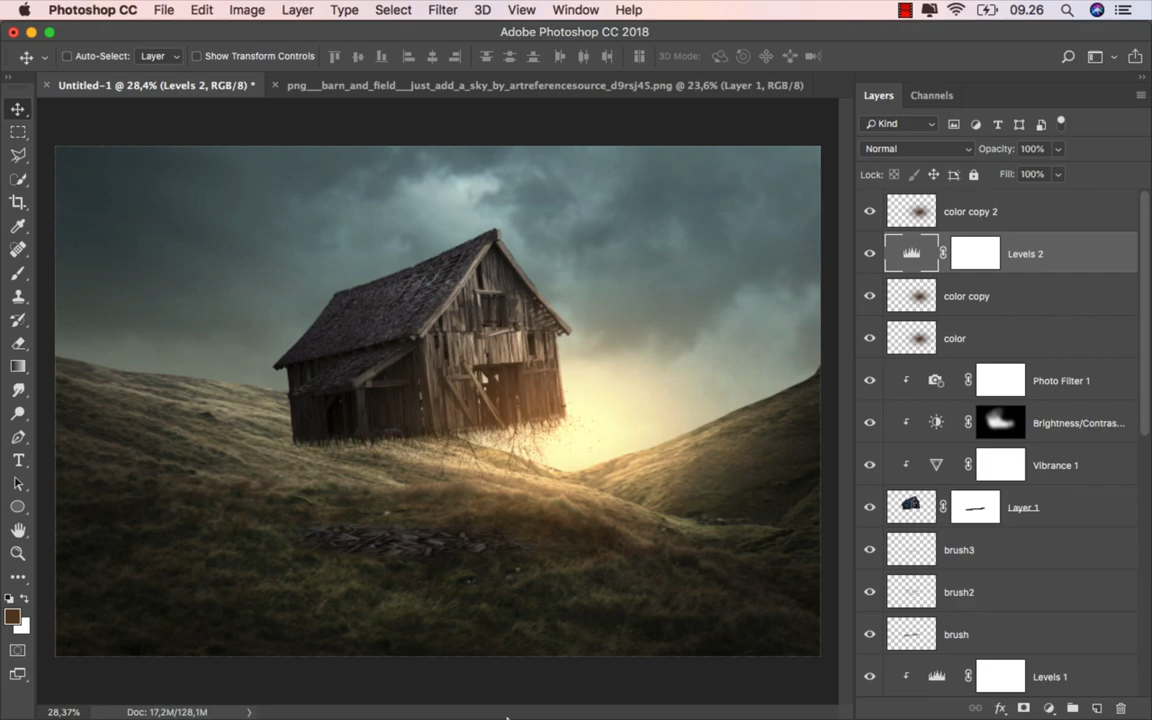 Photoshop CC File Edit Image Layer Type Select Filter 3D View Window Help 09.26
Adobe Photoshop CC 2018
Auto-Select: Layer Show Transform Controls 3D Mode:
Untitled-1 @ 28,4% (Levels 2, RGB/8) * png__barn_and_field__just_add_a_sky_by_artreferencesource_d9rsj45.png @ 23,6% (Layer 1, RGB/8)
Layers Channels
Kind
Normal Opacity: 100%
Lock: Fill: 100%
color copy 2
Levels 2
color copy
color
Photo Filter 1
Brightness/Contras...
Vibrance 1
Layer 1
brush3
brush2
brush
Levels 1
28,37% Doc: 17,2M/128,1M